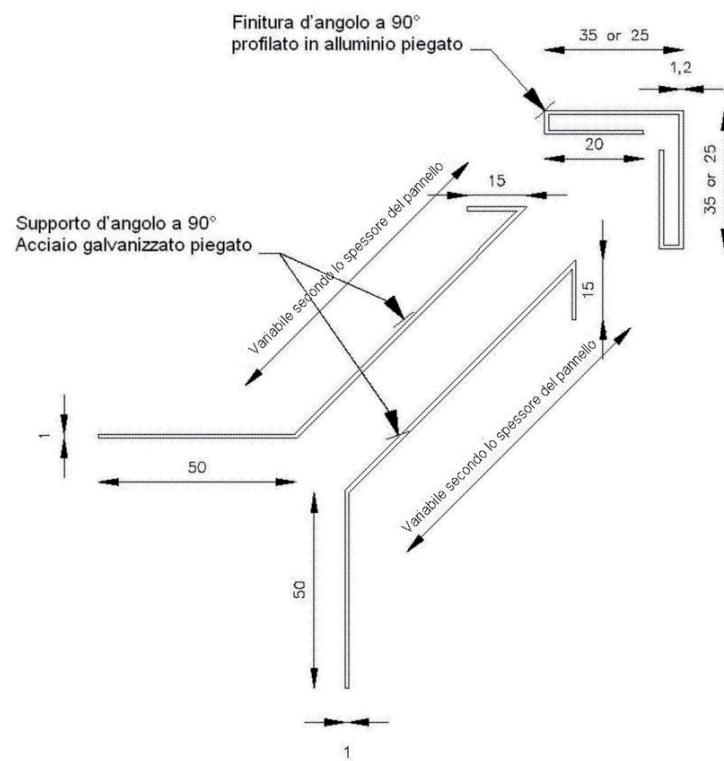 Finitura d'angolo a 90°
profilato in alluminio piegato
35 or 25
1,2
20
35 or 25
15
Supporto d'angolo a 90°
Acciaio galvanizzato piegato
Variabile secondo lo spessore del pannello
15
1
50
Variabile secondo lo spessore del pannello
50
1